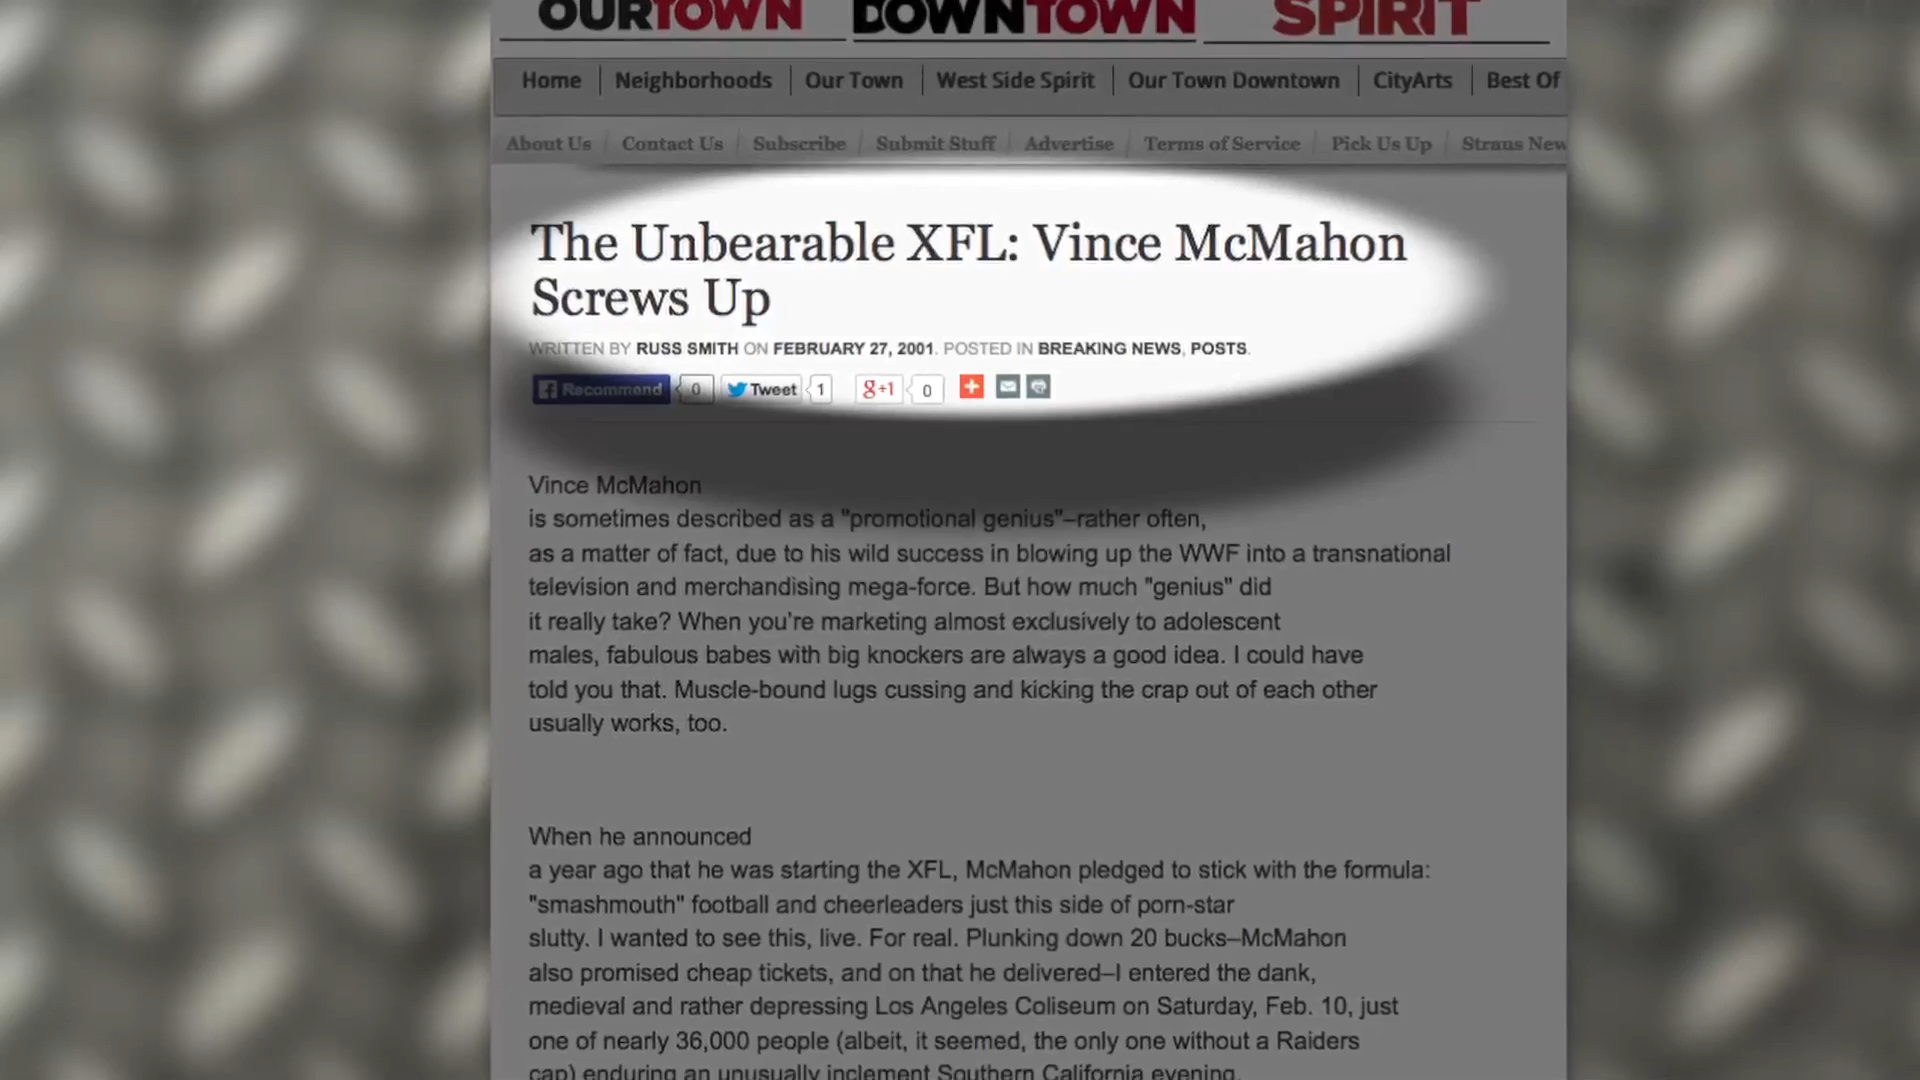 OURTOWN DOWNTOWN SPIRIT
Home Neighborhoods Our Town West Side Spirit Our Town Downtown CityArts Best Of
About Us Contact Us Subscribe Submit Stuff Advertise Terms of Service Pick Us Up Straus New
The Unbearable XFL: Vince McMahon
Screws Up
WRITTEN BY RUSS SMITH ON FEBRUARY 27, 2001. POSTED IN BREAKING NEWS, POSTS.
Recommend 0 Tweet 1 g+1 0
Vince McMahon
is sometimes described as a "promotional genius"–rather often,
as a matter of fact, due to his wild success in blowing up the WWF into a transnational
television and merchandising mega-force. But how much "genius" did
it really take? When you're marketing almost exclusively to adolescent
males, fabulous babes with big knockers are always a good idea. I could have
told you that. Muscle-bound lugs cussing and kicking the crap out of each other
usually works, too.
When he announced
a year ago that he was starting the XFL, McMahon pledged to stick with the formula:
"smashmouth" football and cheerleaders just this side of porn-star
slutty. I wanted to see this, live. For real. Plunking down 20 bucks–McMahon
also promised cheap tickets, and on that he delivered–I entered the dank,
medieval and rather depressing Los Angeles Coliseum on Saturday, Feb. 10, just
one of nearly 36,000 people (albeit, it seemed, the only one without a Raiders
cap) enduring an unusually inclement Southern California evening.